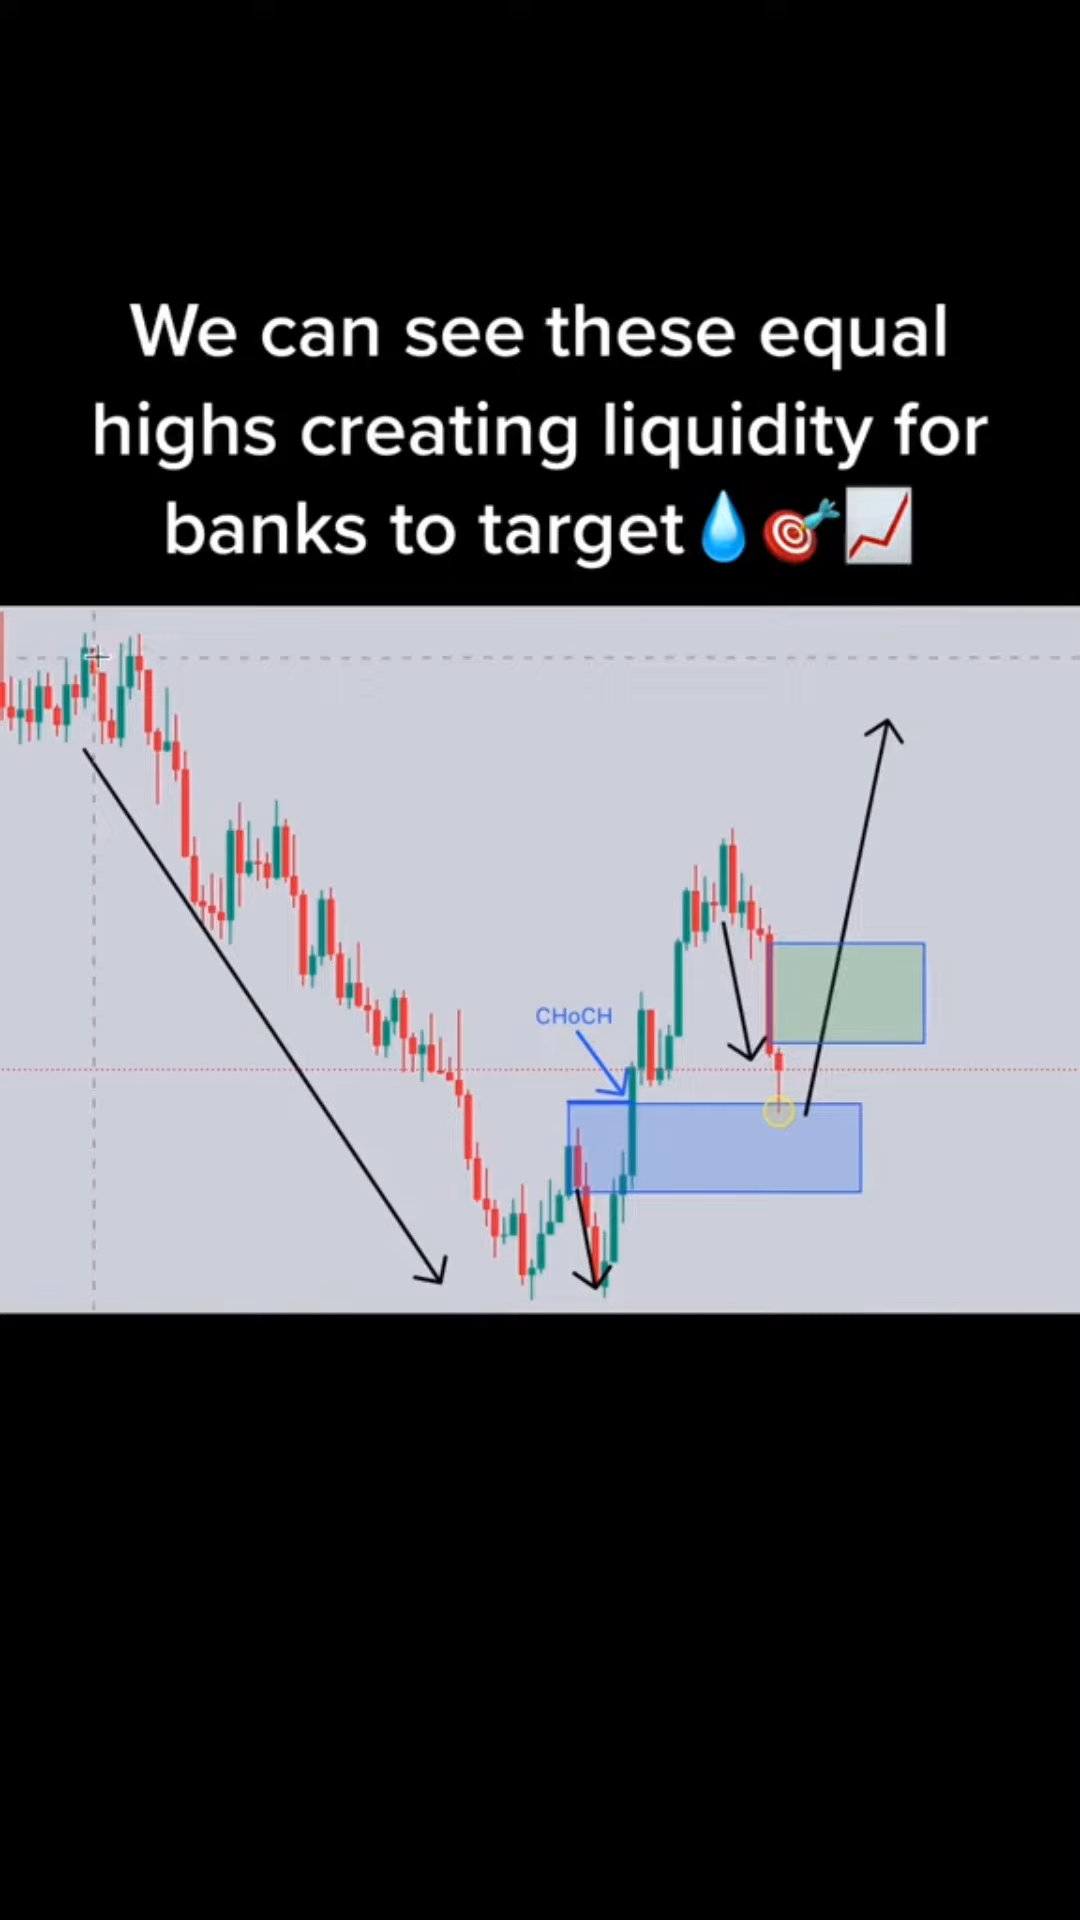 We can see these equal
highs creating liquidity for
banks to target💧🎯📈
CHoCH